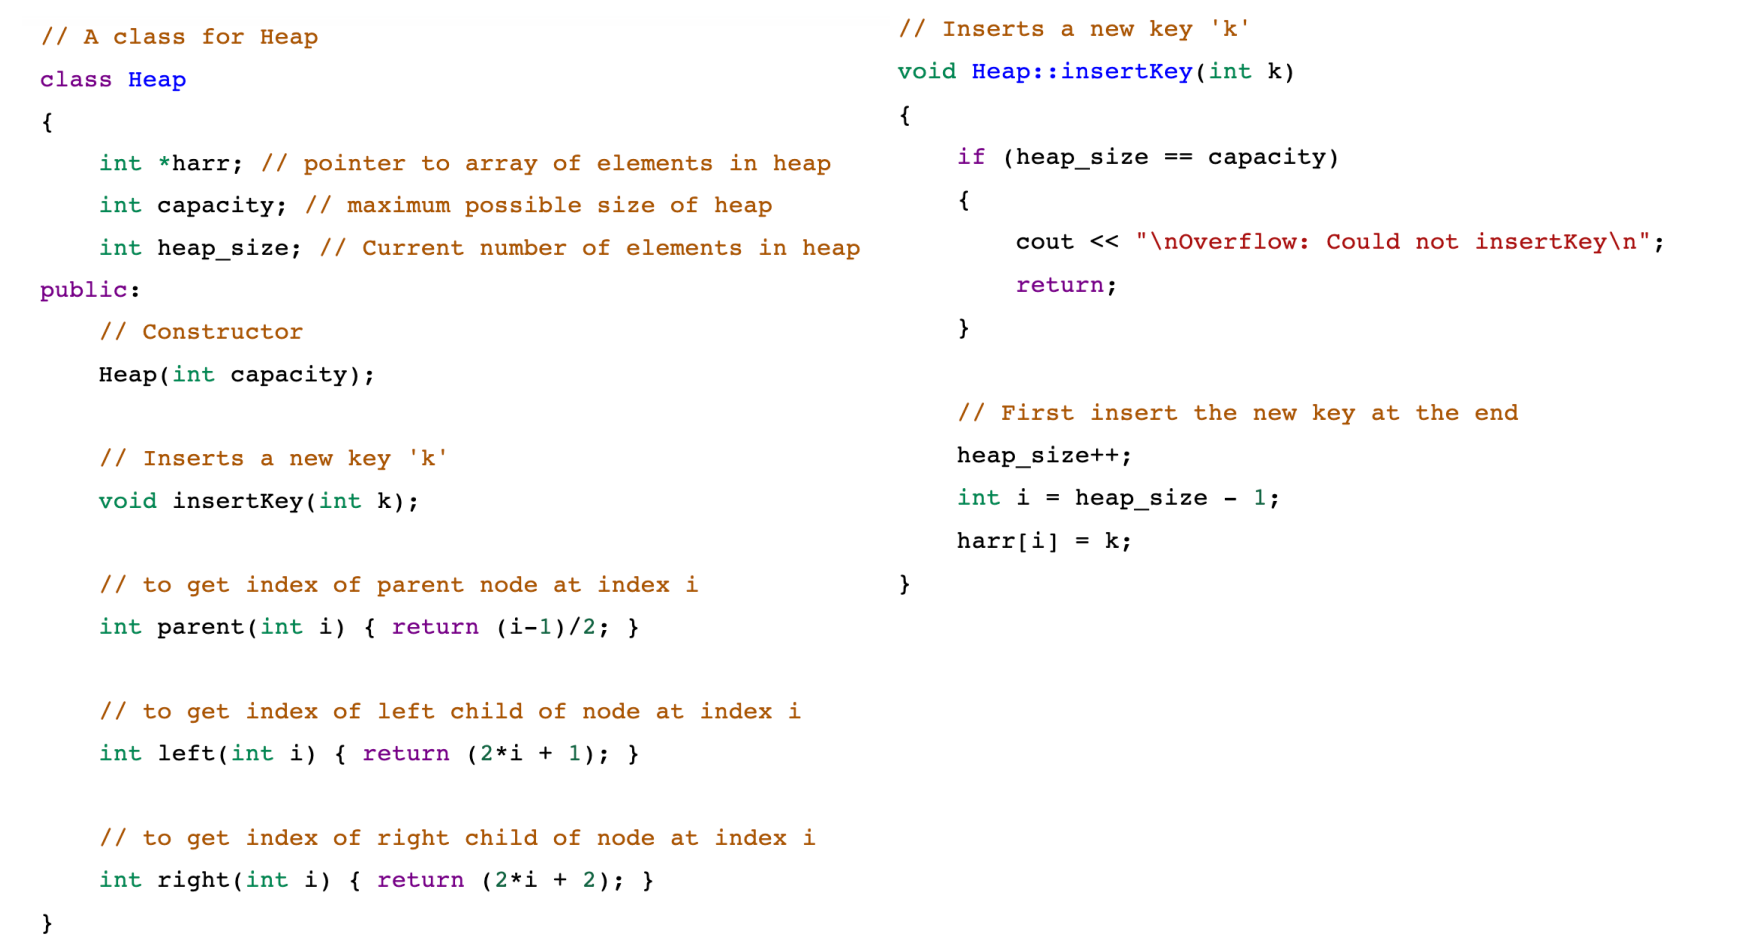 // A class for Heap
class Heap
{
    int *harr; // pointer to array of elements in heap
    int capacity; // maximum possible size of heap
    int heap_size; // Current number of elements in heap
public:
    // Constructor
    Heap(int capacity);

    // Inserts a new key 'k'
    void insertKey(int k);

    // to get index of parent node at index i
    int parent(int i) { return (i-1)/2; }

    // to get index of left child of node at index i
    int left(int i) { return (2*i + 1); }

    // to get index of right child of node at index i
    int right(int i) { return (2*i + 2); }
}
// Inserts a new key 'k'
void Heap::insertKey(int k)
{
    if (heap_size == capacity)
    {
        cout << "\nOverflow: Could not insertKey\n";
        return;
    }

    // First insert the new key at the end
    heap_size++;
    int i = heap_size - 1;
    harr[i] = k;
}